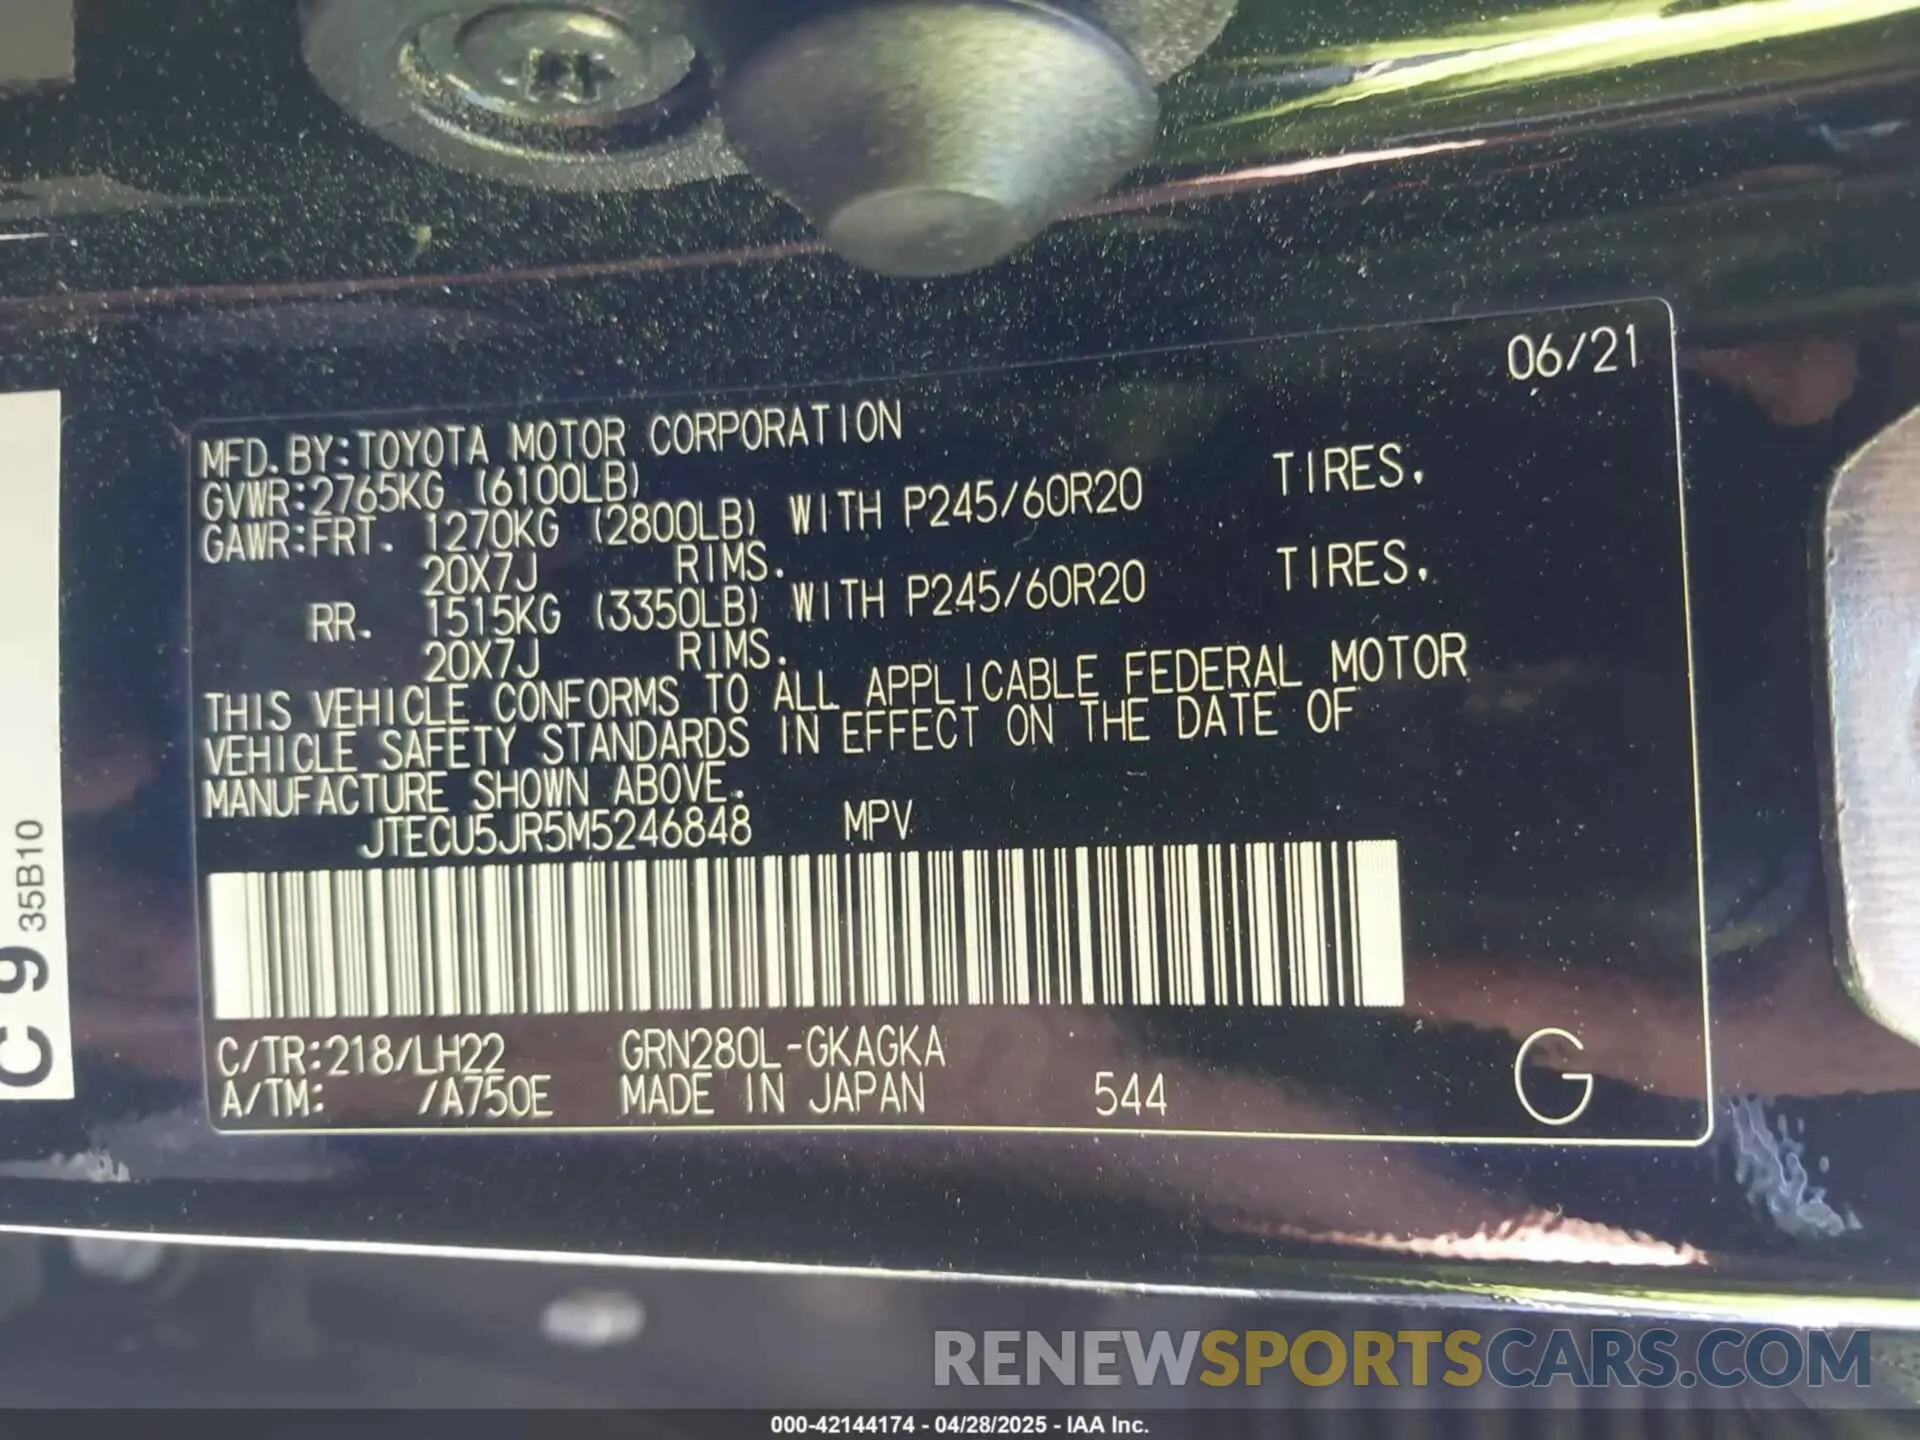 06/21
MFD.BY:TOYOTA MOTOR CORPORATION
GVWR:2765KG (6100LB)
GAWR:FRT. 1270KG (2800LB) WITH P245/60R20 TIRES.
20X7J RIMS.
RR. 1515KG (3350LB) WITH P245/60R20 TIRES,
20X7J RIMS.
THIS VEHICLE CONFORMS TO ALL APPLICABLE FEDERAL MOTOR
VEHICLE SAFETY STANDARDS IN EFFECT ON THE DATE OF
MANUFACTURE SHOWN ABOVE.
JTECU5JR5M5246848 MPV
C/TR:218/LH22 GRN280L-GKAGKA
A/TM: /A750E MADE IN JAPAN 544 G
C 9 35B10
RENEWSPORTSCARS.COM
000-42144174 - 04/28/2025 - IAA Inc.